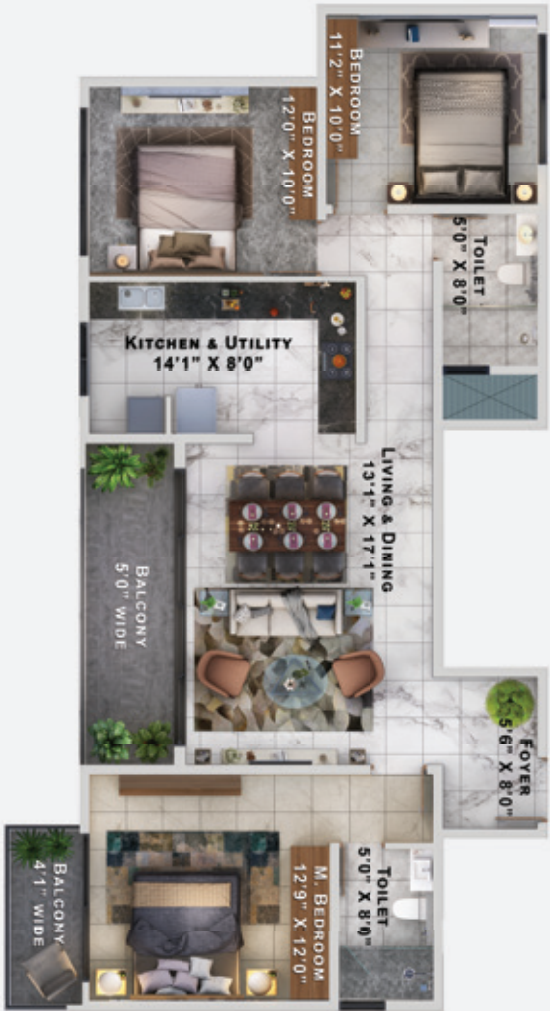 BEDROOM
11'2" X 10'0"
BEDROOM
12'0" X 10'0"
TOILET
5'0" X 8'0"
KITCHEN & UTILITY
14'1" X 8'0"
LIVING & DINING
13'1" X 17'1"
BALCONY
5'0" WIDE
FOYER
5'6" X 8'0"
M. BEDROOM
12'9" X 12'0"
TOILET
5'0" X 8'0"
BALCONY
4'1" WIDE